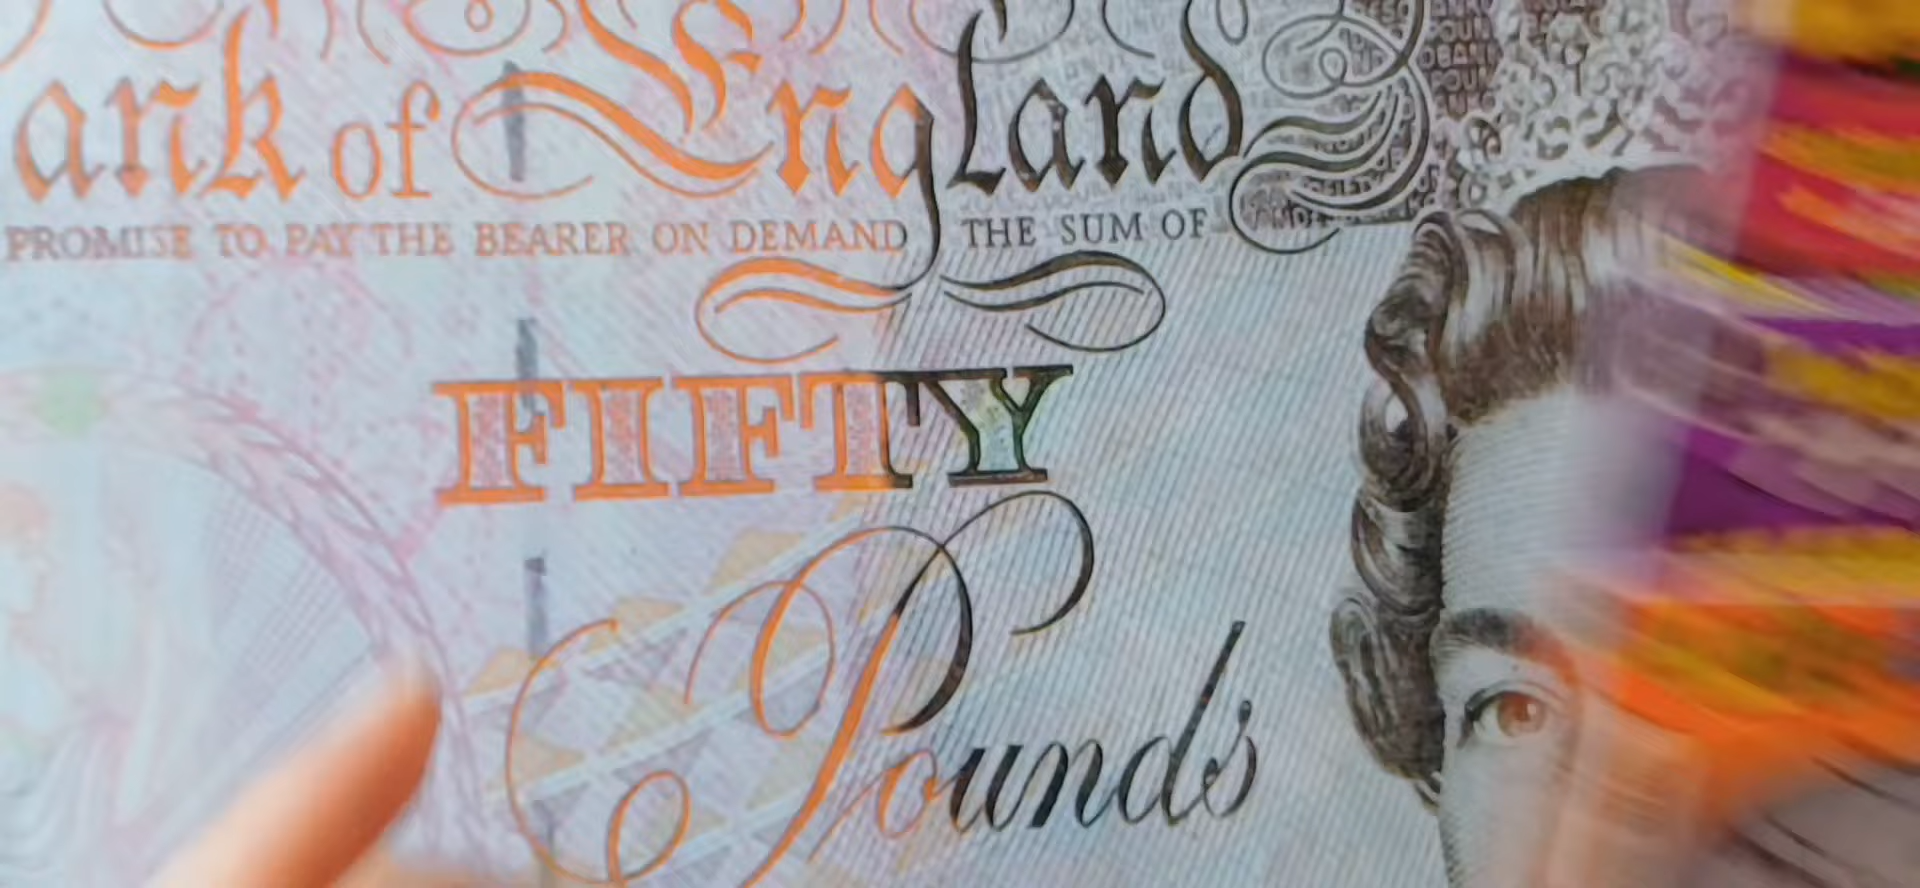 ank of England
PROMISE TO PAY THE BEARER ON DEMAND THE SUM OF
FIFTY
Pounds